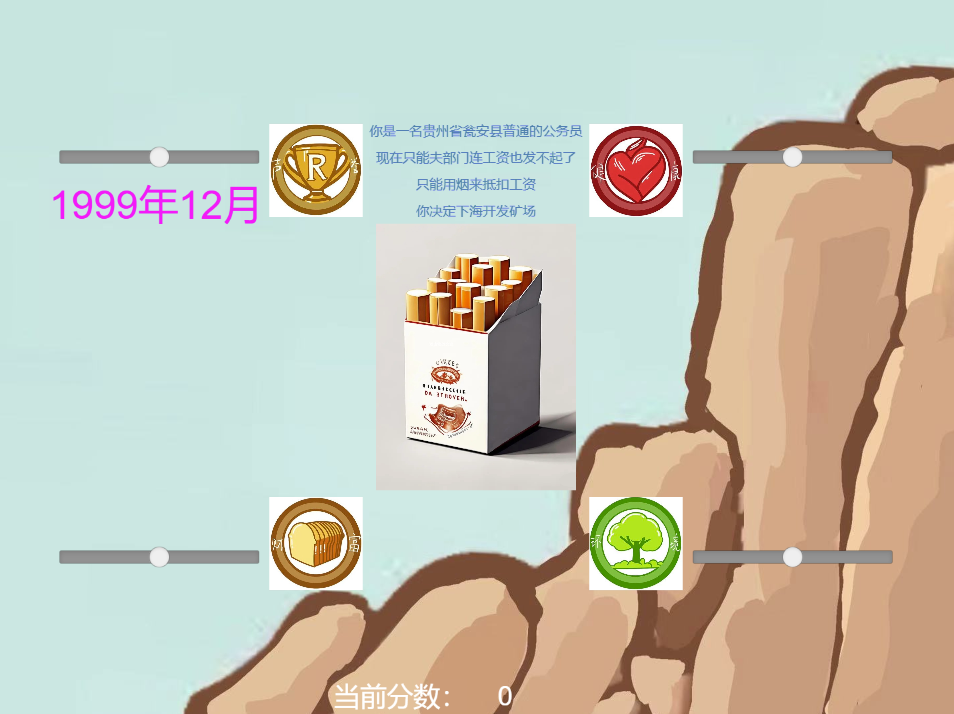 你是一名贵州省瓮安县普通的公务员
现在只能夫部门连工资也发不起了
只能用烟来抵扣工资
你决定下海开发矿场
1999年12月
R
当前分数： 0